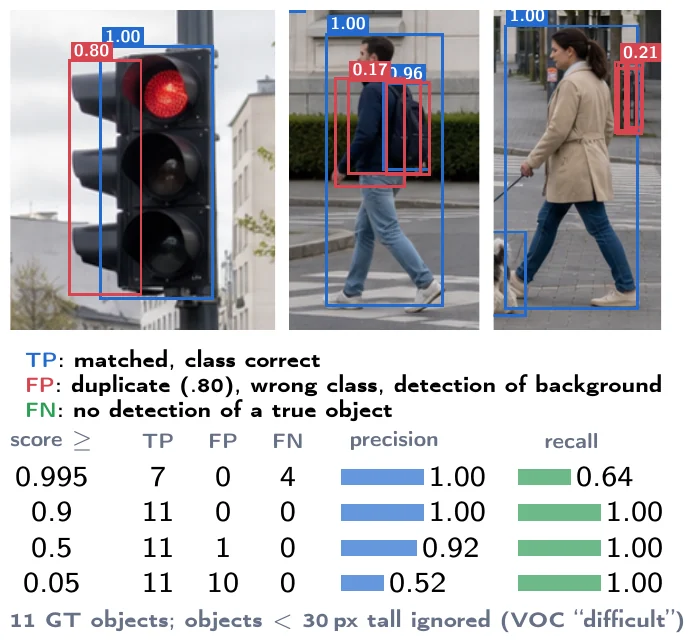 1.00
0.80
1.00
0.17
0.96
1.00
0.21
TP: matched, class correct
FP: duplicate (.80), wrong class, detection of background
FN: no detection of a true object
score ≥ TP FP FN precision recall
0.995 7 0 4 1.00 0.64
0.9 11 0 0 1.00 1.00
0.5 11 1 0 0.92 1.00
0.05 11 10 0 0.52 1.00
11 GT objects; objects < 30 px tall ignored (VOC “difficult”)